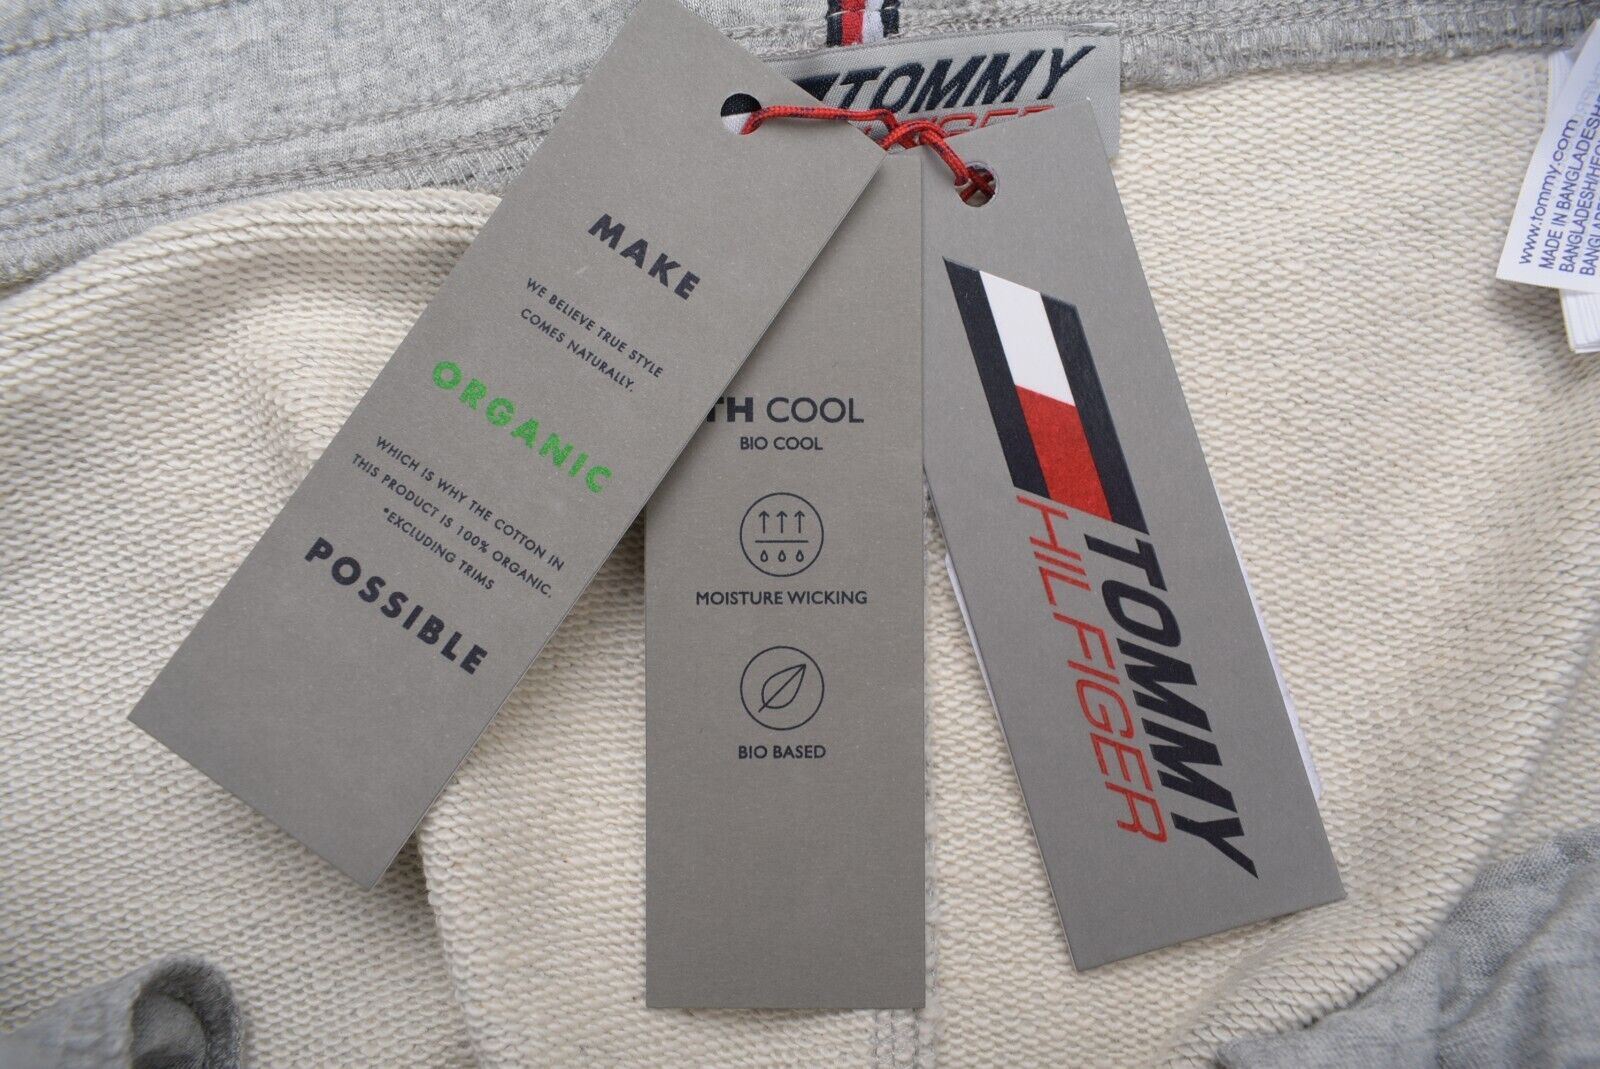 TOMMY
MAKE
WE BELIEVE TRUE STYLE
COMES NATURALLY.
ORGANIC
WHICH IS WHY THE COTTON IN
THIS PRODUCT IS 100% ORGANIC.
*EXCLUDING TRIMS
POSSIBLE
TH COOL
BIO COOL
MOISTURE WICKING
BIO BASED
TOMMY
HILFIGER
www.tommy.com
MADE IN BANGLADESH